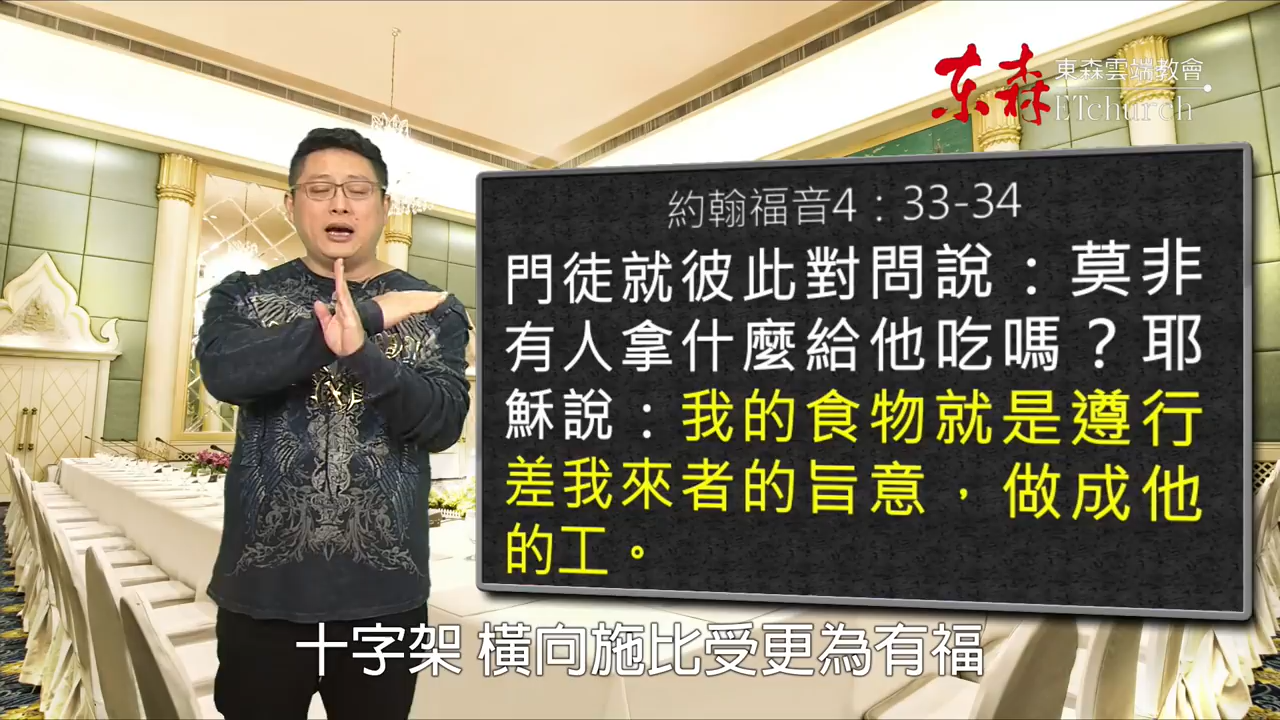 东森
東森雲端教會
ETchurch
約翰福音4：33-34
門徒就彼此對問說：莫非
有人拿什麼給他吃嗎？耶
穌說：我的食物就是遵行
差我來者的旨意，做成他
的工。
十字架 橫向施比受更為有福